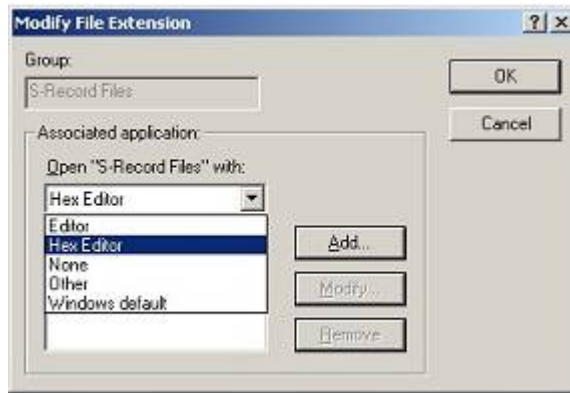 Modify File Extension
Group:
S-Record Files
OK
Cancel
Associated application:
Open "S-Record Files" with:
Hex Editor
Editor
Hex Editor
None
Other
Windows default
Add...
Modify...
Remove